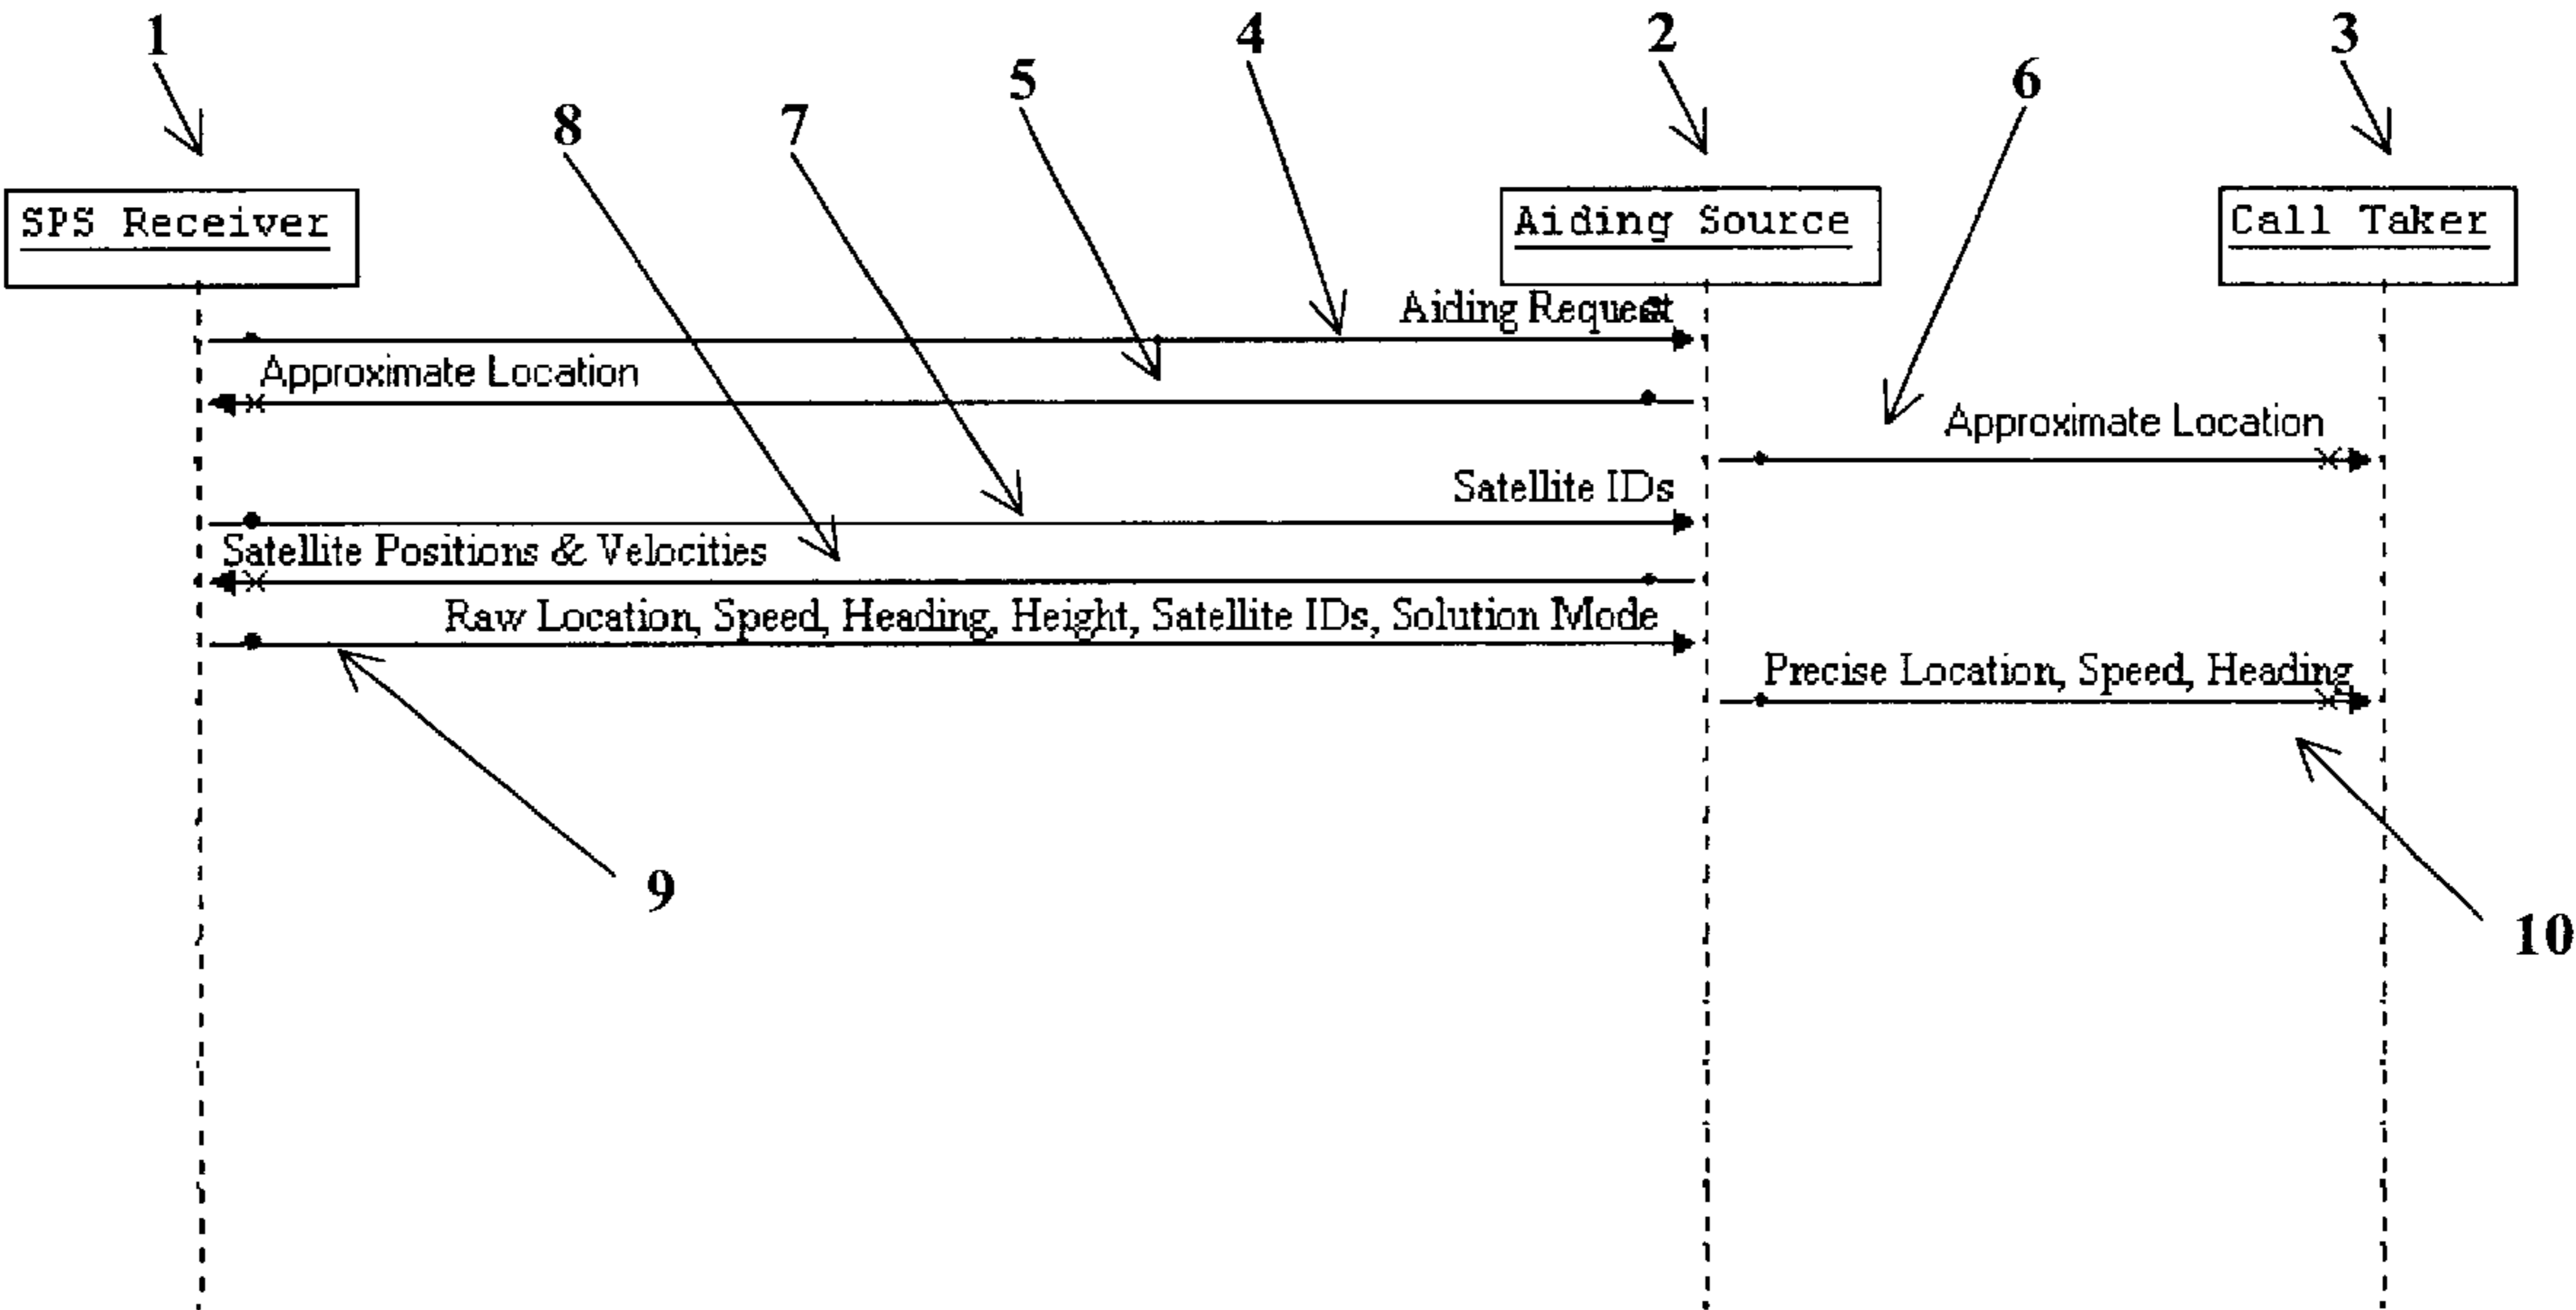 1
4
2
3
5
6
8
7
SPS Receiver
Aiding Source
Call Taker
Aiding Request
Approximate Location
Approximate Location
Satellite IDs
Satellite Positions & Velocities
Raw Location, Speed, Heading, Height, Satellite IDs, Solution Mode
Precise Location, Speed, Heading
9
10